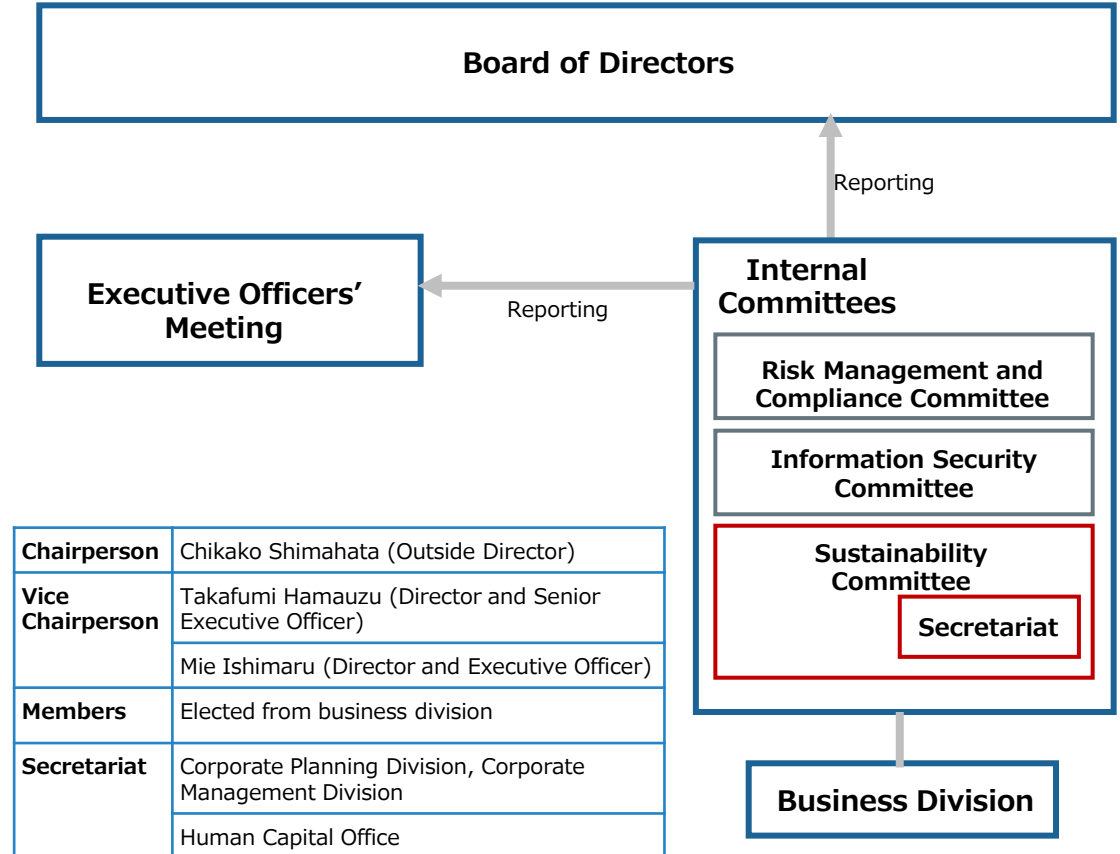 Board of Directors
Reporting
Executive Officers’
Meeting
Reporting
Internal
Committees
Risk Management and
Compliance Committee
Information Security
Committee
Sustainability
Committee
Secretariat
Business Division
Chairperson
Chikako Shimahata (Outside Director)
Vice
Chairperson
Takafumi Hamauzu (Director and Senior
Executive Officer)
Mie Ishimaru (Director and Executive Officer)
Members
Elected from business division
Secretariat
Corporate Planning Division, Corporate
Management Division
Human Capital Office